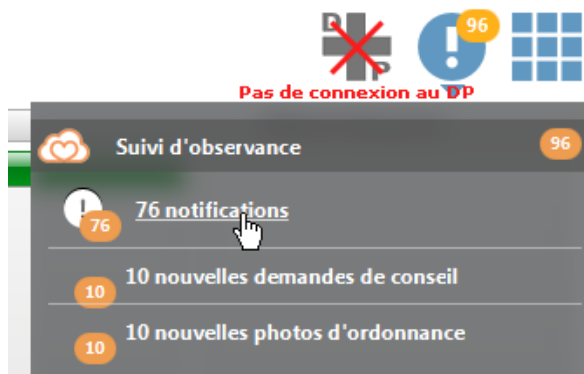 D
P
96
Pas de connexion au DP
Suivi d'observance
96
!
76
76 notifications
10
10 nouvelles demandes de conseil
10
10 nouvelles photos d'ordonnance